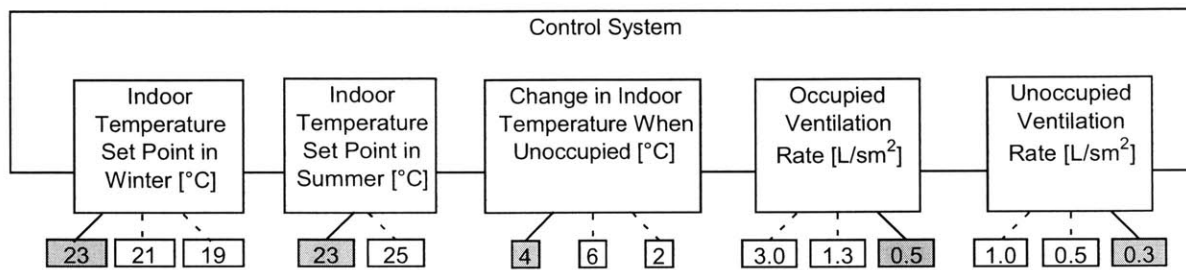 Control System
Indoor
Temperature
Set Point in
Winter [°C]
Indoor
Temperature
Set Point in
Summer [°C]
Change in Indoor
Temperature When
Unoccupied [°C]
Occupied
Ventilation
Rate [L/sm²]
Unoccupied
Ventilation
Rate [L/sm²]
23 21 19
23 25
4 6 2
3.0 1.3 0.5
1.0 0.5 0.3